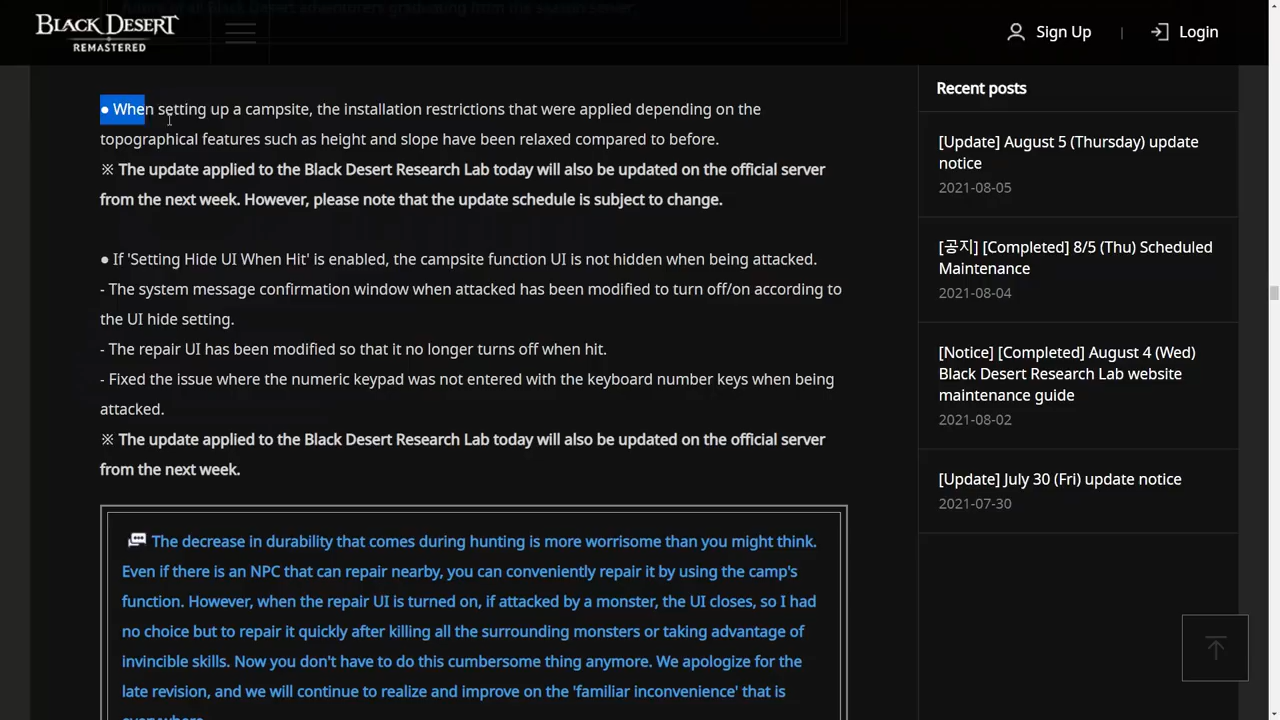 BLACK DESERT
REMASTERED
Sign Up
|
Login
● When setting up a campsite, the installation restrictions that were applied depending on the
topographical features such as height and slope have been relaxed compared to before.
※ The update applied to the Black Desert Research Lab today will also be updated on the official server
from the next week. However, please note that the update schedule is subject to change.
● If 'Setting Hide UI When Hit' is enabled, the campsite function UI is not hidden when being attacked.
- The system message confirmation window when attacked has been modified to turn off/on according to
the UI hide setting.
- The repair UI has been modified so that it no longer turns off when hit.
- Fixed the issue where the numeric keypad was not entered with the keyboard number keys when being
attacked.
※ The update applied to the Black Desert Research Lab today will also be updated on the official server
from the next week.
The decrease in durability that comes during hunting is more worrisome than you might think.
Even if there is an NPC that can repair nearby, you can conveniently repair it by using the camp's
function. However, when the repair UI is turned on, if attacked by a monster, the UI closes, so I had
no choice but to repair it quickly after killing all the surrounding monsters or taking advantage of
invincible skills. Now you don't have to do this cumbersome thing anymore. We apologize for the
late revision, and we will continue to realize and improve on the 'familiar inconvenience' that is
everywhere.
Recent posts
[Update] August 5 (Thursday) update
notice
2021-08-05
[공지] [Completed] 8/5 (Thu) Scheduled
Maintenance
2021-08-04
[Notice] [Completed] August 4 (Wed)
Black Desert Research Lab website
maintenance guide
2021-08-02
[Update] July 30 (Fri) update notice
2021-07-30